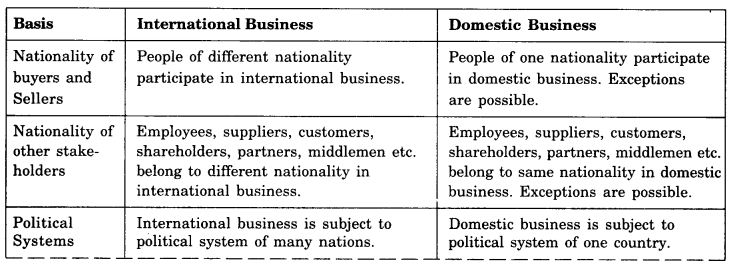 Basis
International Business
Domestic Business
Nationality of
buyers and
Sellers
People of different nationality
participate in international business.
People of one nationality participate
in domestic business. Exceptions
are possible.
Nationality of
other stake-
holders
Employees, suppliers, customers,
shareholders, partners, middlemen etc.
belong to different nationality in
international business.
Employees, suppliers, customers,
shareholders, partners, middlemen etc.
belong to same nationality in domestic
business. Exceptions are possible.
Political
Systems
International business is subject to
political system of many nations.
Domestic business is subject to
political system of one country.